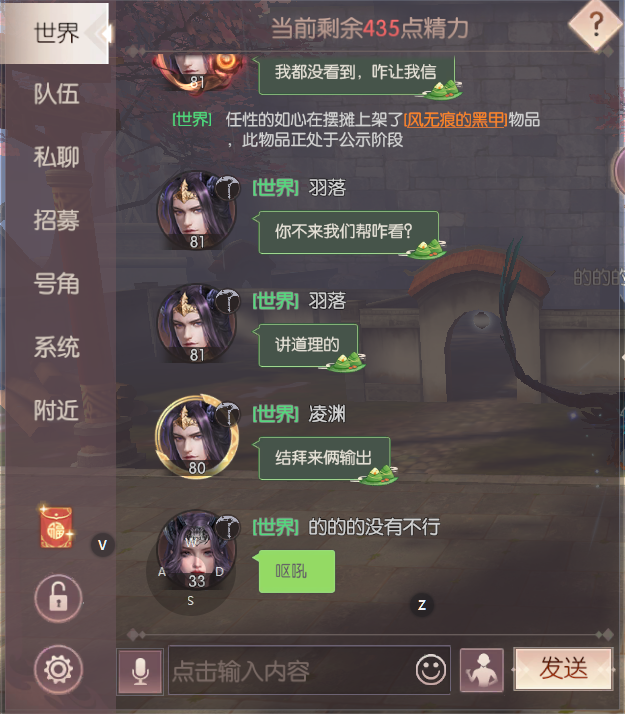 世界
队伍
私聊
招募
号角
系统
附近
当前剩余435点精力
?
81
我都没看到，咋让我信
[世界] 任性的如心在摆摊上架了[风无痕的黑甲]物品
，此物品正处于公示阶段
[世界] 羽落
81
你不来我们帮咋看？
[世界] 羽落
81
讲道理的
的的的
[世界] 凌渊
80
结拜来俩输出
[世界] 的的的没有不行
33
呕吼
W
A
D
S
V
Z
福
点击输入内容
发送